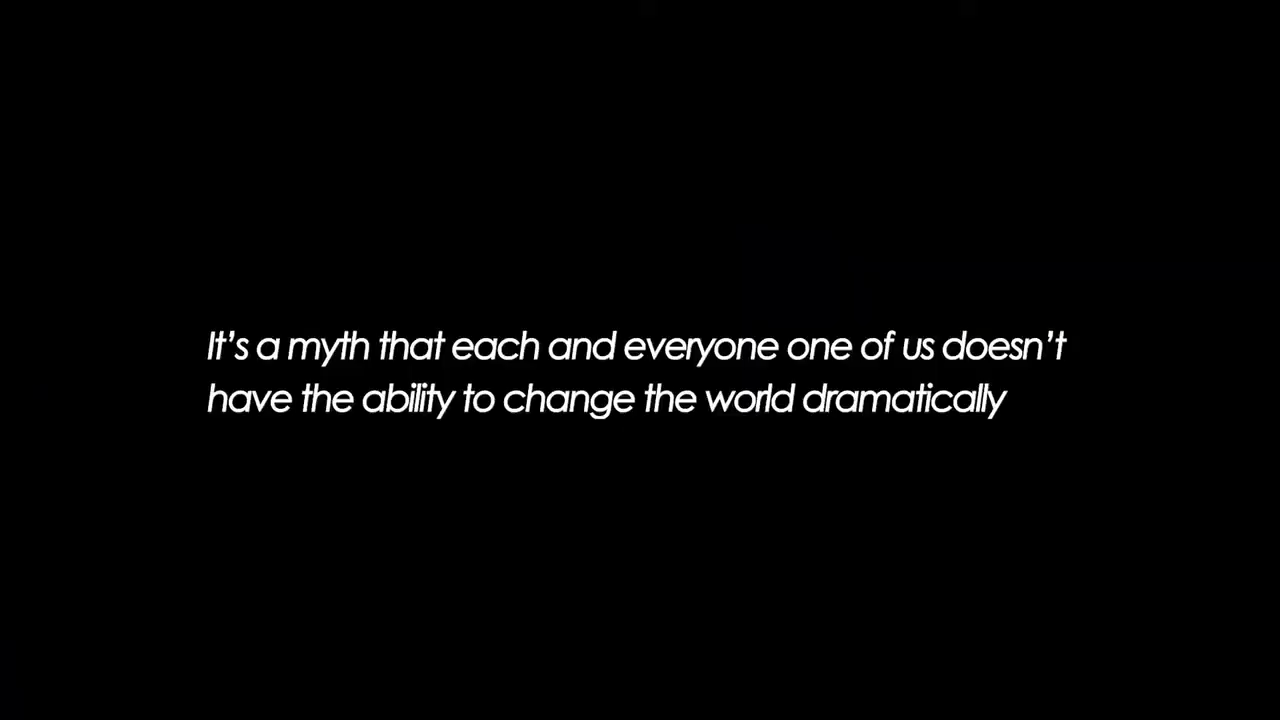 It’s a myth that each and everyone one of us doesn’t
have the ability to change the world dramatically